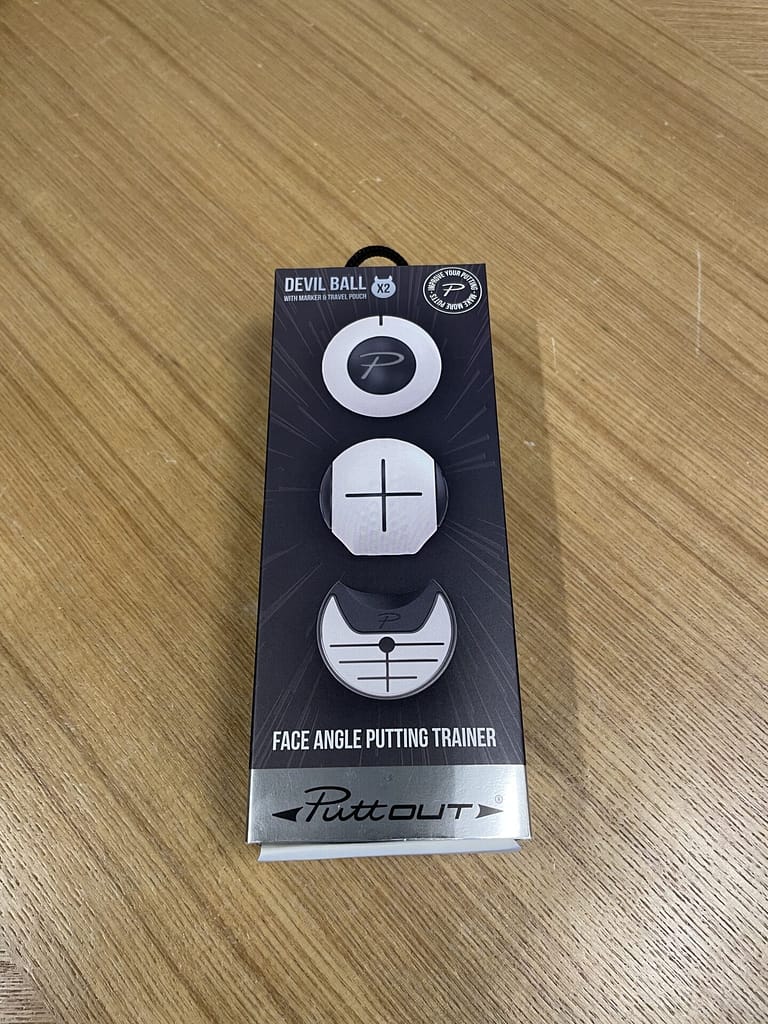 DEVIL BALL X2
WITH MARKER & TRAVEL POUCH
IMPROVE YOUR PUTTING · MAKE MORE PUTTS ·
P
P
P
FACE ANGLE PUTTING TRAINER
PuttOUT®